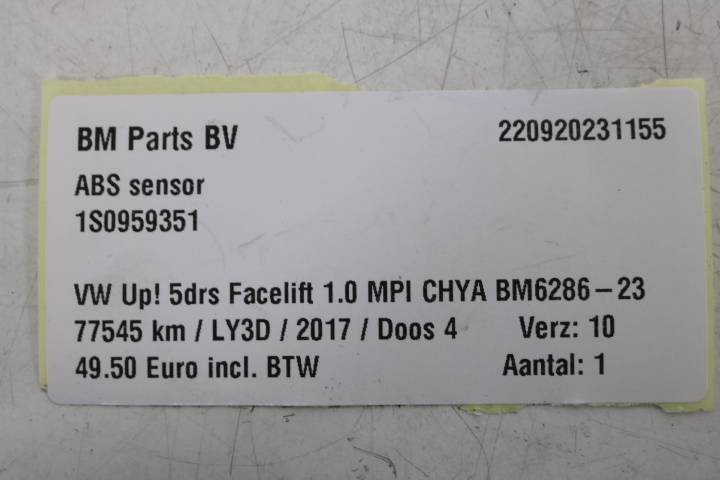 BM Parts BV 220920231155
ABS sensor
1S0959351
VW Up! 5drs Facelift 1.0 MPI CHYA BM6286-23
77545 km / LY3D / 2017 / Doos 4 Verz: 10
49.50 Euro incl. BTW Aantal: 1